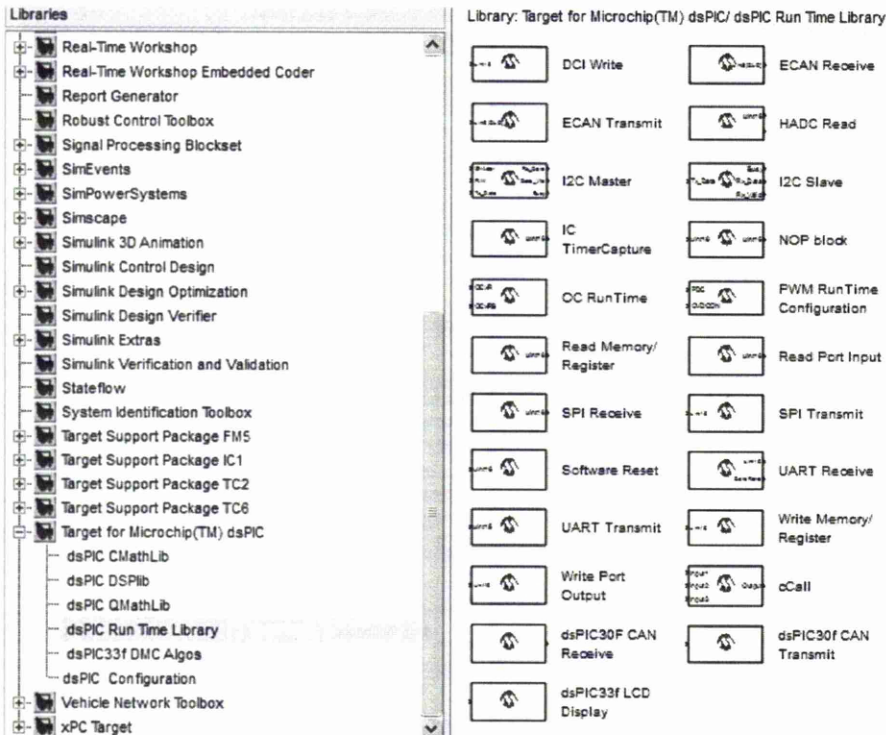 Libraries
Real-Time Workshop
Real-Time Workshop Embedded Coder
Report Generator
Robust Control Toolbox
Signal Processing Blockset
SimEvents
SimPowerSystems
Simscape
Simulink 3D Animation
Simulink Control Design
Simulink Design Optimization
Simulink Design Verifier
Simulink Extras
Simulink Verification and Validation
Stateflow
System Identification Toolbox
Target Support Package FM5
Target Support Package IC1
Target Support Package TC2
Target Support Package TC6
Target for Microchip(TM) dsPIC
dsPIC CMathLib
dsPIC DSPlib
dsPIC QMathLib
dsPIC Run Time Library
dsPIC33f DMC Algos
dsPIC Configuration
Vehicle Network Toolbox
xPC Target
Library: Target for Microchip(TM) dsPIC/ dsPIC Run Time Library
DCI Write
ECAN Receive
ECAN Transmit
HADC Read
I2C Master
I2C Slave
IC
TimerCapture
NOP block
OC RunTime
PWM RunTime
Configuration
Read Memory/
Register
Read Port Input
SPI Receive
SPI Transmit
Software Reset
UART Receive
UART Transmit
Write Memory/
Register
Write Port
Output
cCall
dsPIC30F CAN
Receive
dsPIC30f CAN
Transmit
dsPIC33f LCD
Display